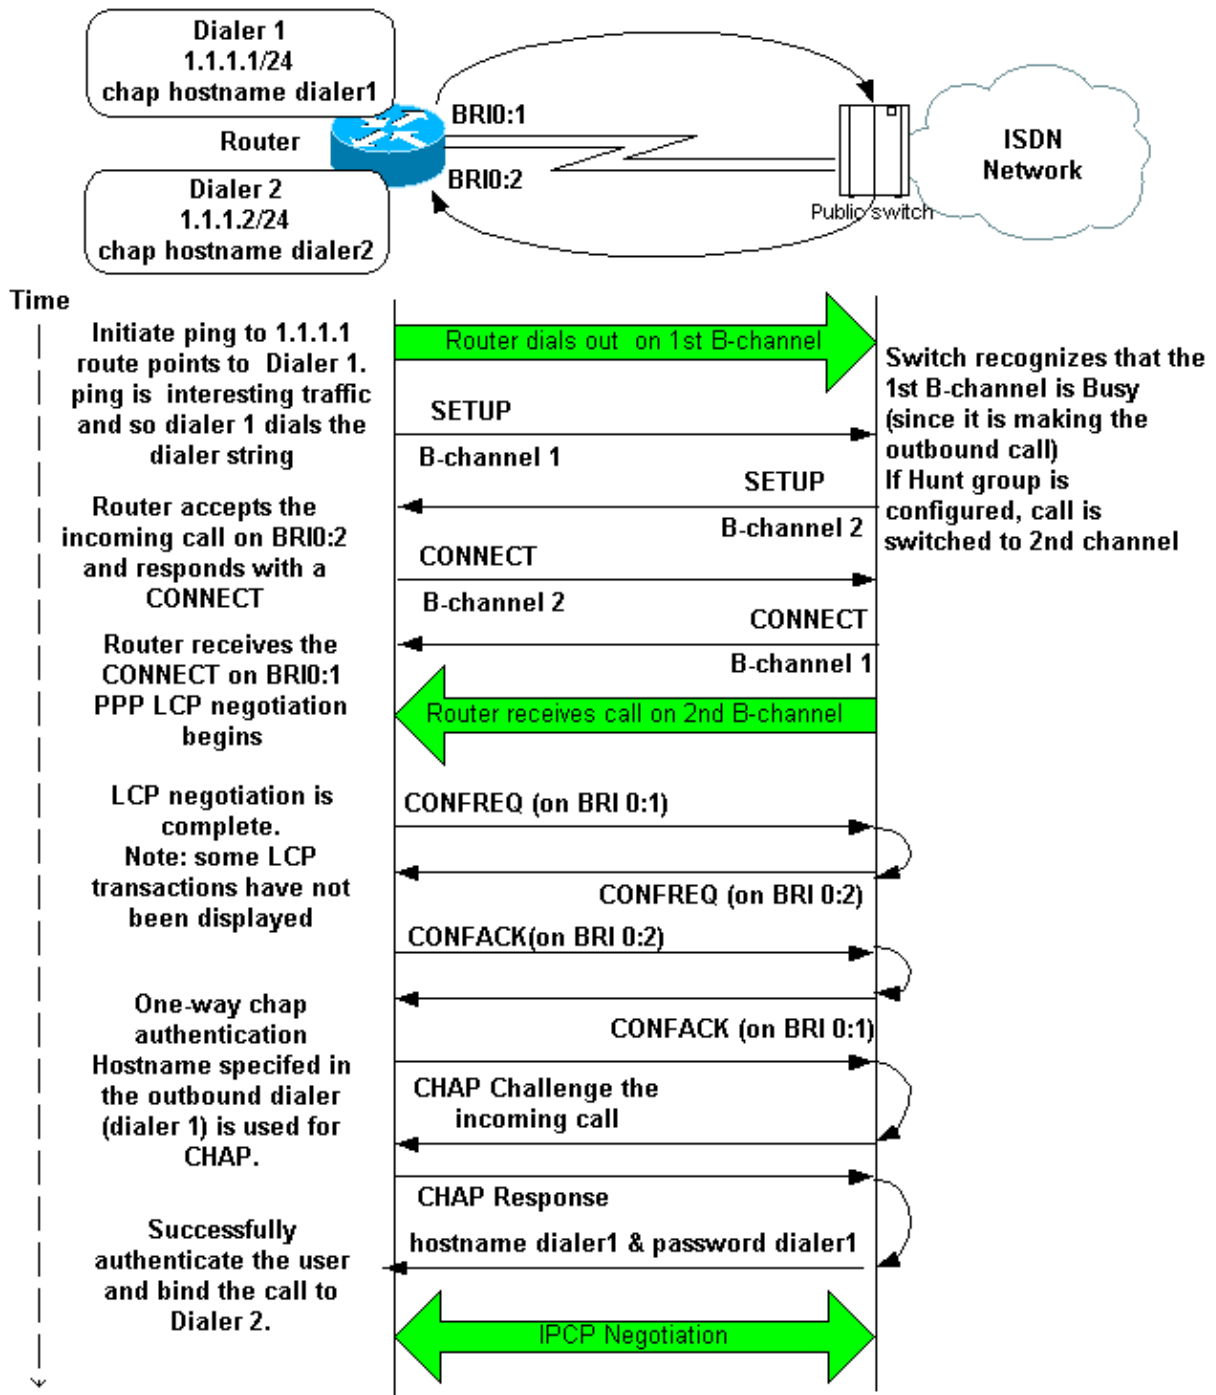 Dialer 1
1.1.1.1/24
chap hostname dialer1
Router
BRI0:1
BRI0:2
Dialer 2
1.1.1.2/24
chap hostname dialer2
Public switch
ISDN
Network
Time
Initiate ping to 1.1.1.1
route points to Dialer 1.
ping is interesting traffic
and so dialer 1 dials the
dialer string
Router dials out on 1st B-channel
Switch recognizes that the
1st B-channel is Busy
(since it is making the
outbound call)
If Hunt group is
configured, call is
switched to 2nd channel
SETUP
B-channel 1
SETUP
B-channel 2
Router accepts the
incoming call on BRI0:2
and responds with a
CONNECT
CONNECT
B-channel 2
CONNECT
B-channel 1
Router receives the
CONNECT on BRI0:1
PPP LCP negotiation
begins
Router receives call on 2nd B-channel
LCP negotiation is
complete.
Note: some LCP
transactions have not
been displayed
CONFREQ (on BRI 0:1)
CONFREQ (on BRI 0:2)
CONFACK(on BRI 0:2)
CONFACK (on BRI 0:1)
One-way chap
authentication
Hostname specifed in
the outbound dialer
(dialer 1) is used for
CHAP.
CHAP Challenge the
incoming call
CHAP Response
hostname dialer1 & password dialer1
Successfully
authenticate the user
and bind the call to
Dialer 2.
IPCP Negotiation